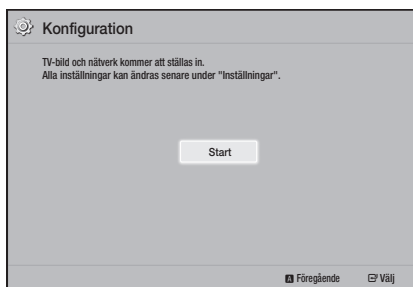 Konfiguration
TV-bild och nätverk kommer att ställas in.
Alla inställningar kan ändras senare under "Inställningar".
Start
A Föregående Välj